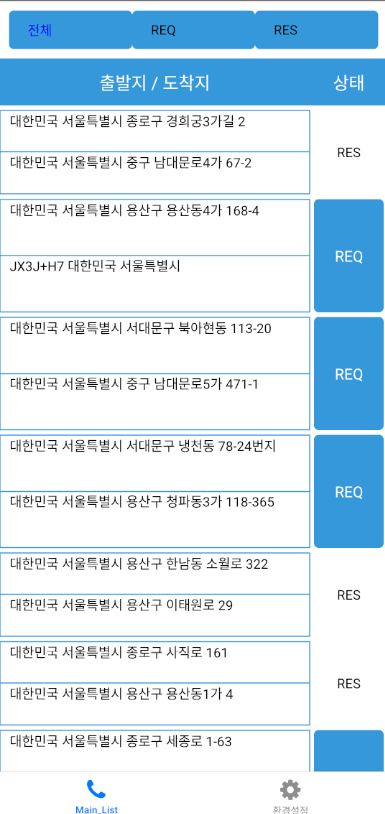 전체 REQ RES
출발지 / 도착지 상태
대한민국 서울특별시 종로구 경희궁3가길 2
RES
대한민국 서울특별시 중구 남대문로4가 67-2
대한민국 서울특별시 용산구 용산동4가 168-4
REQ
JX3J+H7 대한민국 서울특별시
대한민국 서울특별시 서대문구 북아현동 113-20
REQ
대한민국 서울특별시 중구 남대문로5가 471-1
대한민국 서울특별시 서대문구 냉천동 78-24번지
REQ
대한민국 서울특별시 용산구 청파동3가 118-365
대한민국 서울특별시 용산구 한남동 소월로 322
RES
대한민국 서울특별시 용산구 이태원로 29
대한민국 서울특별시 종로구 사직로 161
RES
대한민국 서울특별시 용산구 용산동1가 4
대한민국 서울특별시 종로구 세종로 1-63
Main_List 환경설정